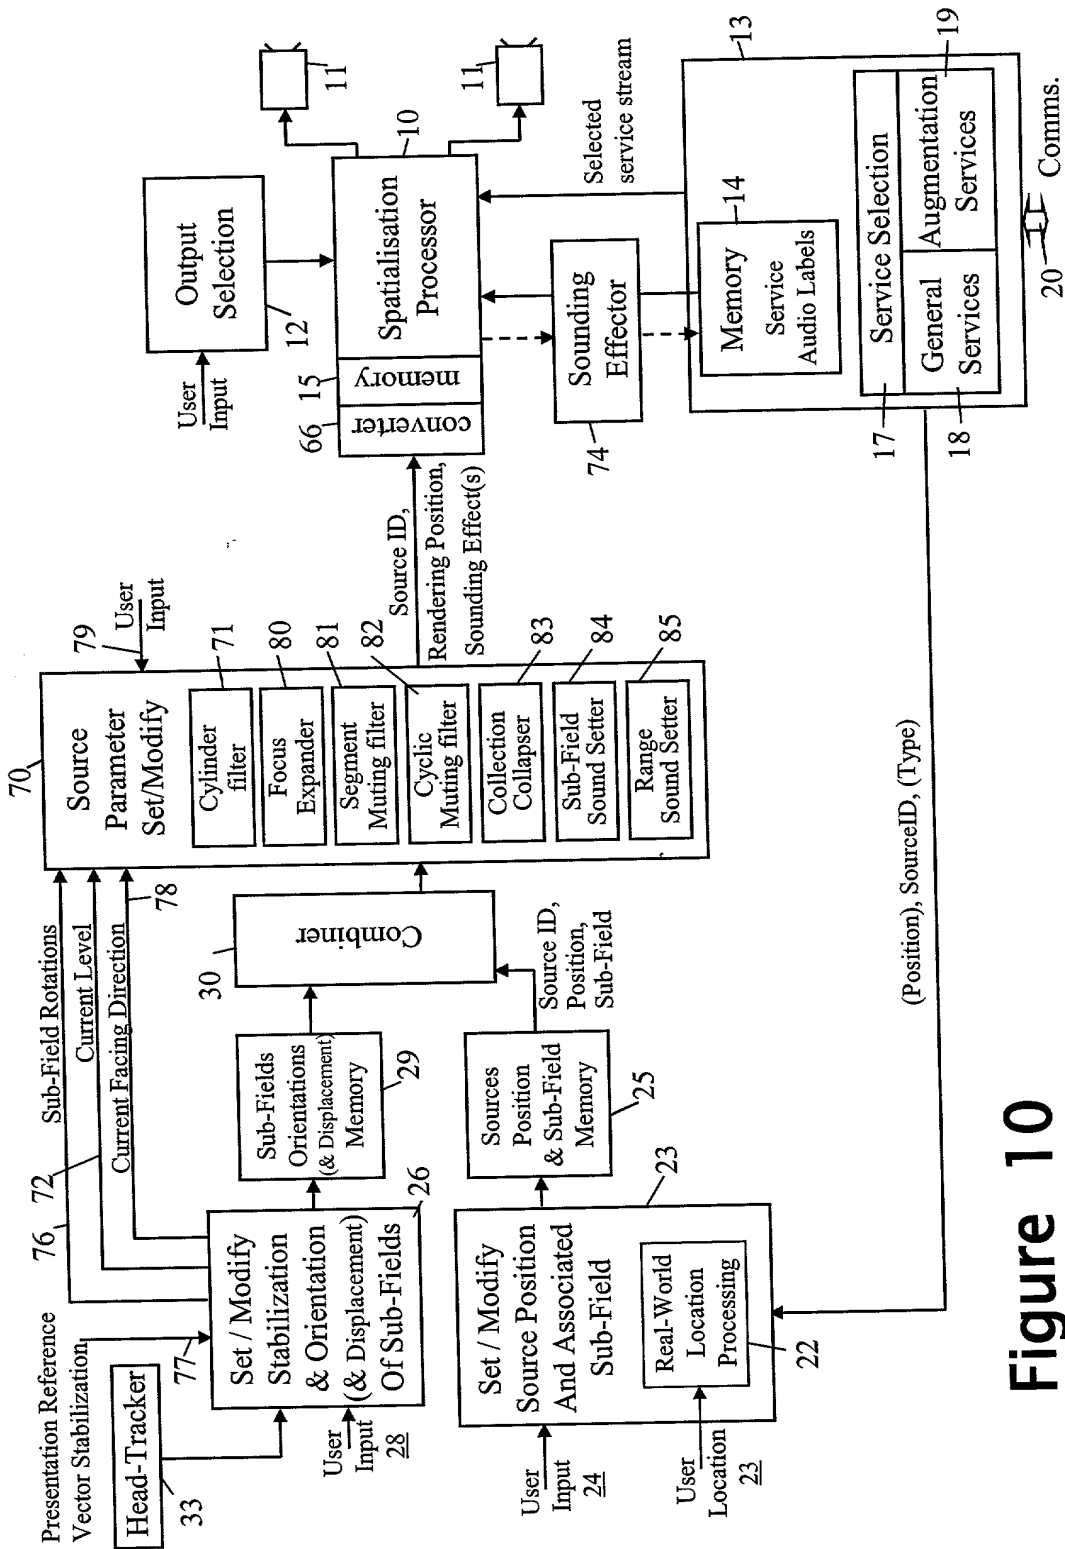 Presentation Reference
Vector Stabilization
Head-Tracker
33
77
76
72
Sub-Field Rotations
Current Level
Current Facing Direction
78
Set / Modify
Stabilization
& Orientation
(& Displacement)
Of Sub-Fields
26
User
Input
28
Sub-Fields
Orientations
(& Displacement)
Memory
29
Set / Modify
Source Position
And Associated
Sub-Field
23
Real-World
Location
Processing
22
User
Input
24
User
Location
23
Sources
Position
& Sub-Field
Memory
25
Source ID,
Position,
Sub-Field
Combiner
30
70
Source
Parameter
Set/Modify
79
User
Input
Cylinder
filter
71
Focus
Expander
80
Segment
Muting filter
81
Cyclic
Muting filter
82
Collection
Collapser
83
Sub-Field
Sound Setter
84
Range
Sound Setter
85
Source ID,
Rendering Position,
Sounding Effect(s)
User
Input
Output
Selection
12
66
converter
15
memory
Spatialisation
Processor
10
11
11
Sounding
Effector
74
Selected
service stream
13
Memory
Service
Audio Labels
14
Service Selection
17
General
Services
18
Augmentation
Services
19
20
Comms.
(Position), SourceID, (Type)
Figure 10